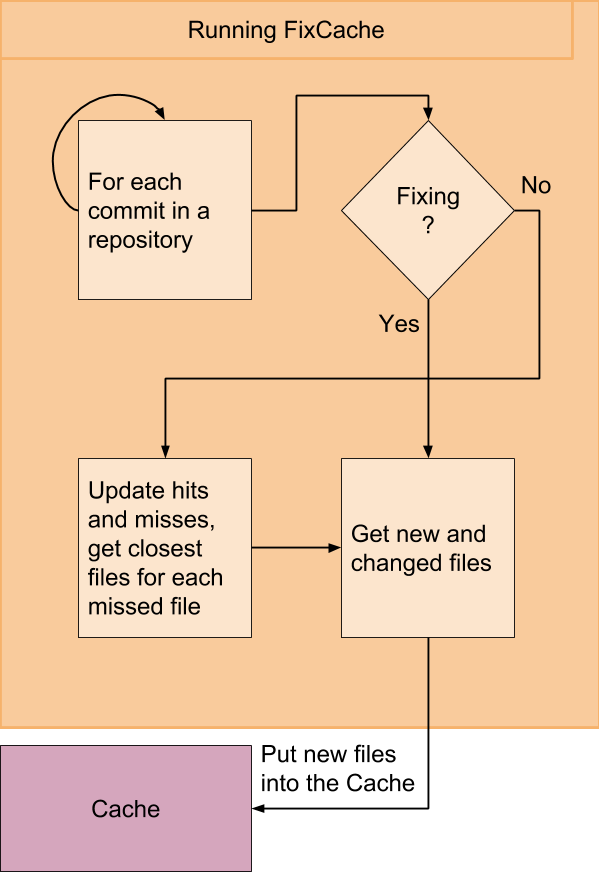 Running FixCache
For each
commit in a
repository
Fixing
?
No
Yes
Update hits
and misses,
get closest
files for each
missed file
Get new and
changed files
Put new files
into the Cache
Cache